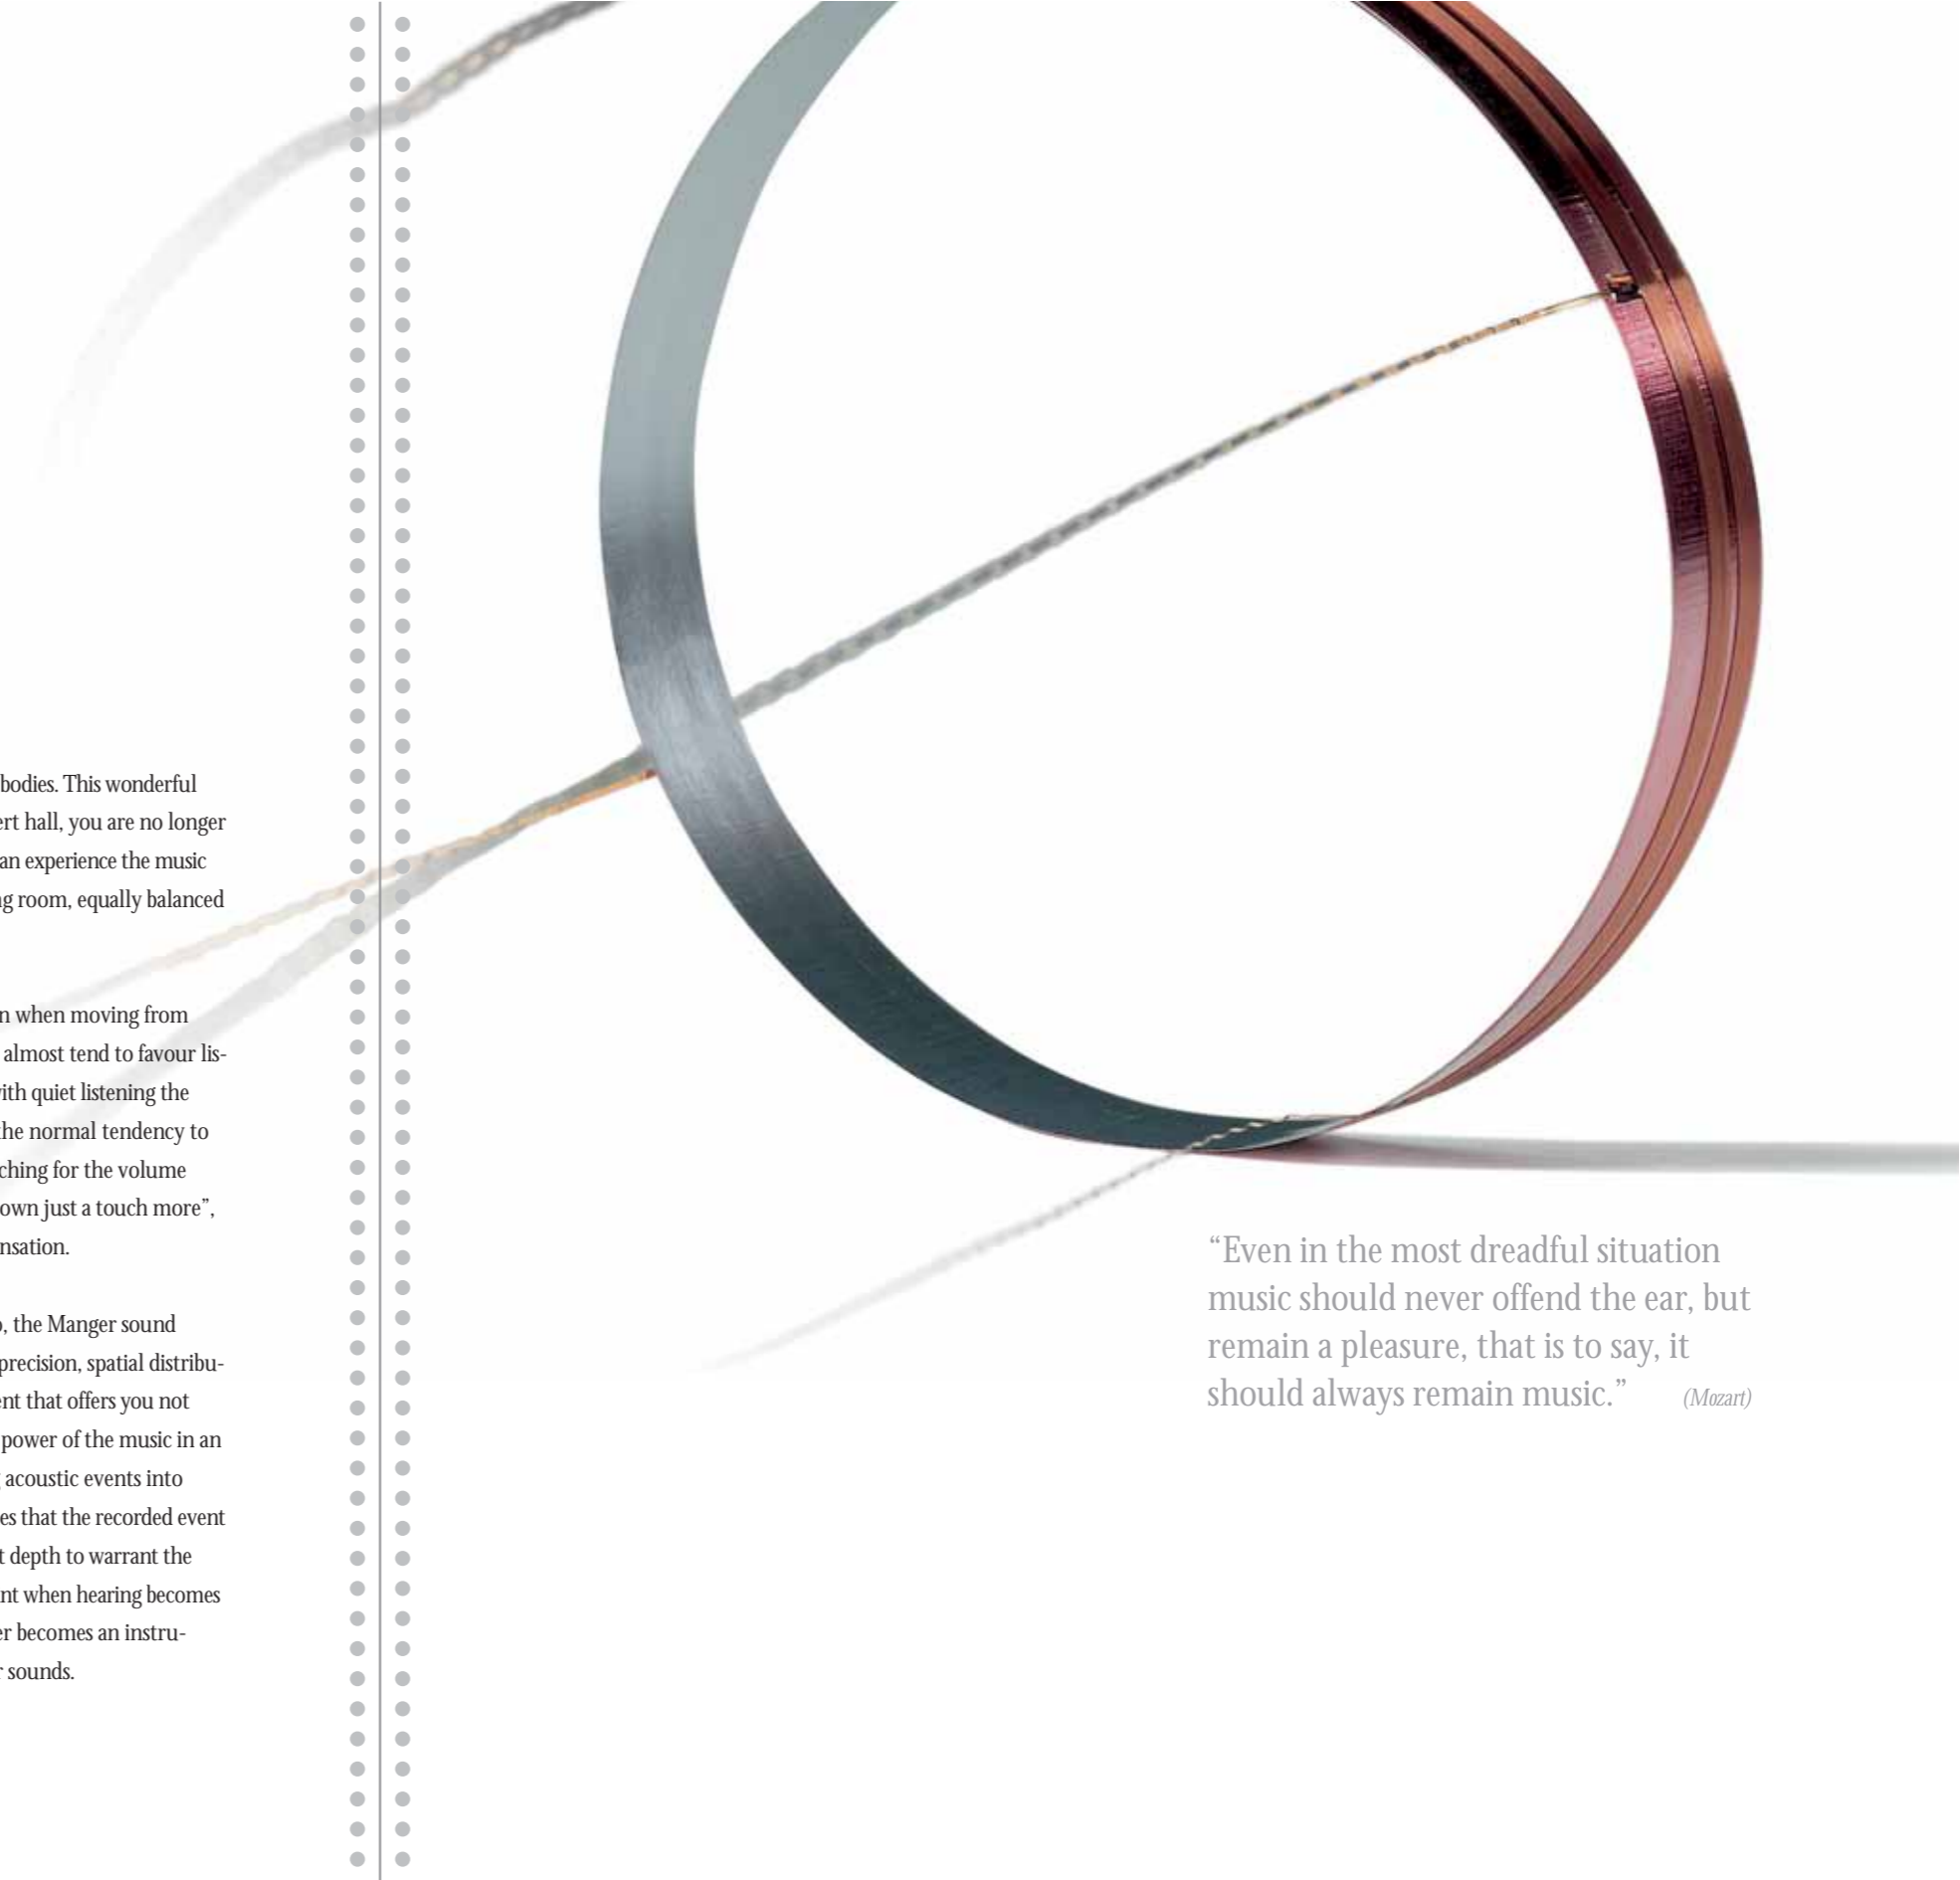 bodies. This wonderful
ert hall, you are no longer
an experience the music
g room, equally balanced
n when moving from
almost tend to favour lis-
ith quiet listening the
the normal tendency to
ching for the volume
own just a touch more”,
nsation.
o, the Manger sound
precision, spatial distribu-
ent that offers you not
power of the music in an
acoustic events into
es that the recorded event
t depth to warrant the
nt when hearing becomes
er becomes an instru-
r sounds.
“Even in the most dreadful situation
music should never offend the ear, but
remain a pleasure, that is to say, it
should always remain music.” (Mozart)